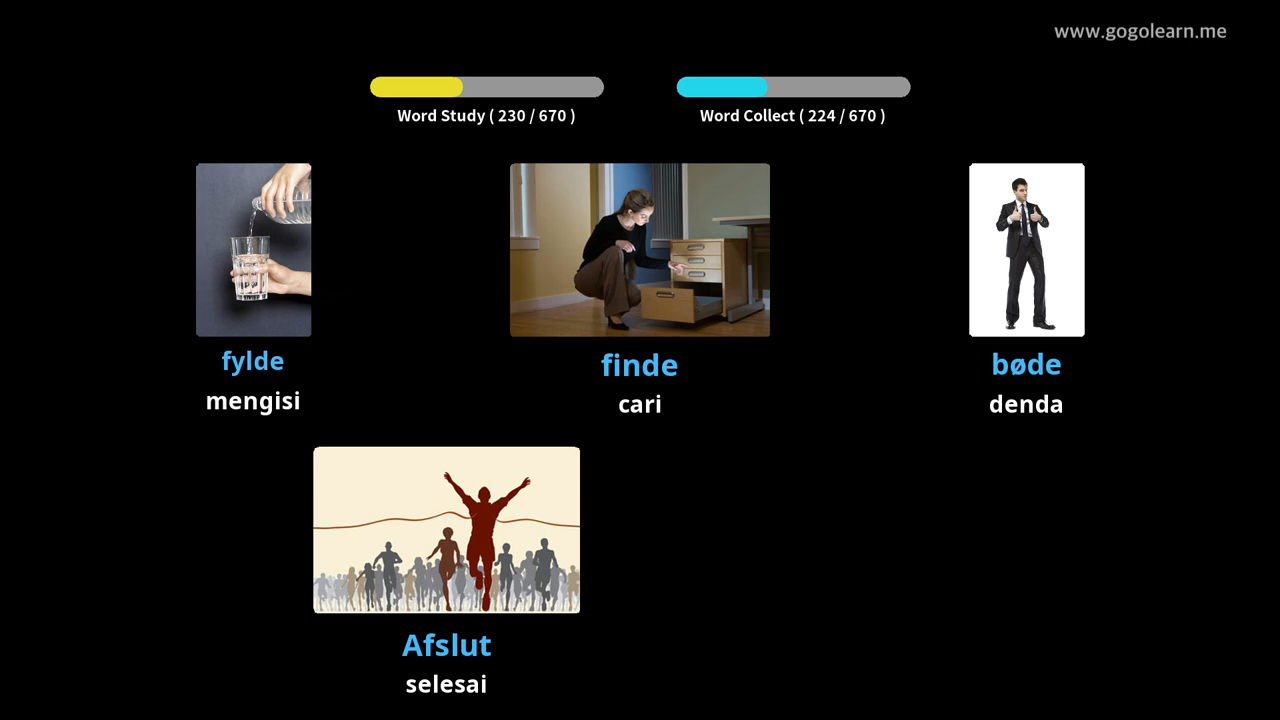 www.gogolearn.me
Word Study ( 230 / 670 )
Word Collect ( 224 / 670 )
fylde
mengisi
finde
cari
bøde
denda
Afslut
selesai